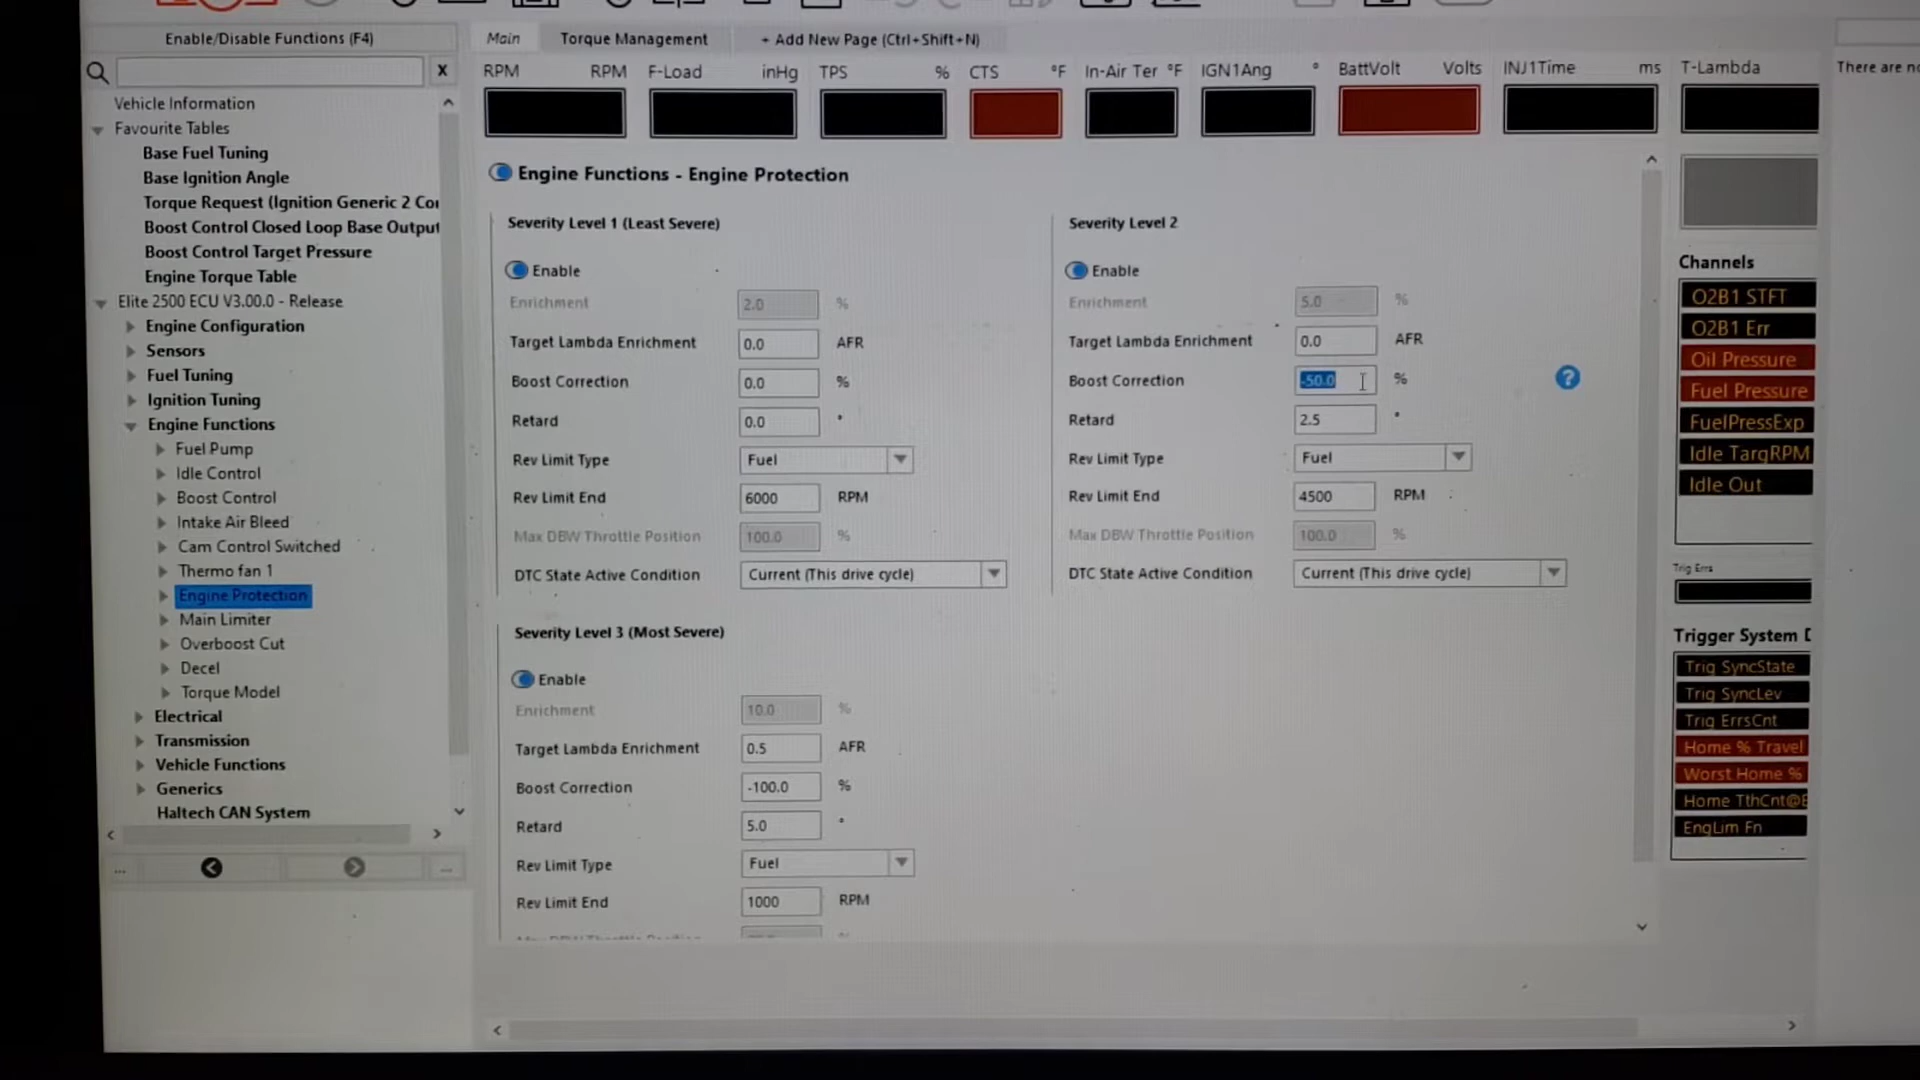 Enable/Disable Functions (F4)
Main
Torque Management
+ Add New Page (Ctrl+Shift+N)
X
RPM RPM
F-Load inHg
TPS %
CTS °F
In-Air Ter °F
IGN1Ang °
BattVolt Volts
INJ1Time ms
T-Lambda
There are no
Vehicle Information
Favourite Tables
Base Fuel Tuning
Base Ignition Angle
Torque Request (Ignition Generic 2 Cor
Boost Control Closed Loop Base Output
Boost Control Target Pressure
Engine Torque Table
Elite 2500 ECU V3.00.0 - Release
Engine Configuration
Sensors
Fuel Tuning
Ignition Tuning
Engine Functions
Fuel Pump
Idle Control
Boost Control
Intake Air Bleed
Cam Control Switched
Thermo fan 1
Engine Protection
Main Limiter
Overboost Cut
Decel
Torque Model
Electrical
Transmission
Vehicle Functions
Generics
Haltech CAN System
... ...
Engine Functions - Engine Protection
Severity Level 1 (Least Severe)
Enable
Enrichment 2.0 %
Target Lambda Enrichment 0.0 AFR
Boost Correction 0.0 %
Retard 0.0 °
Rev Limit Type Fuel
Rev Limit End 6000 RPM
Max DBW Throttle Position 100.0 %
DTC State Active Condition Current (This drive cycle)
Severity Level 2
Enable
Enrichment 5.0 %
Target Lambda Enrichment 0.0 AFR
Boost Correction -50.0 % ?
Retard 2.5 °
Rev Limit Type Fuel
Rev Limit End 4500 RPM
Max DBW Throttle Position 100.0 %
DTC State Active Condition Current (This drive cycle)
Severity Level 3 (Most Severe)
Enable
Enrichment 10.0 %
Target Lambda Enrichment 0.5 AFR
Boost Correction -100.0 %
Retard 5.0 °
Rev Limit Type Fuel
Rev Limit End 1000 RPM
Channels
O2B1 STFT
O2B1 Err
Oil Pressure
Fuel Pressure
FuelPressExp
Idle TargRPM
Idle Out
Trig Errs
Trigger System D
Trig SyncState
Trig SyncLev
Trig ErrsCnt
Home % Travel
Worst Home %
Home TthCnt@E
EngLim Fn